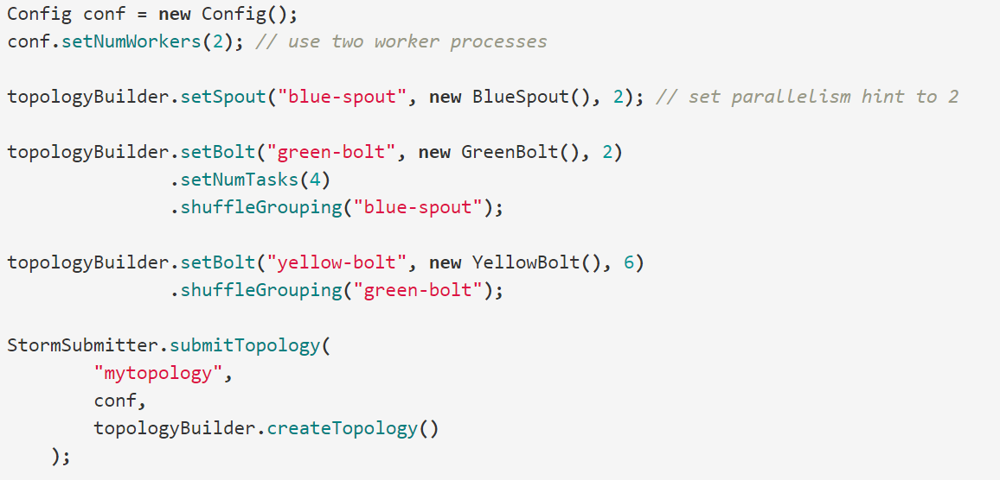 Config conf = new Config();
conf.setNumWorkers(2); // use two worker processes
topologyBuilder.setSpout("blue-spout", new BlueSpout(), 2); // set parallelism hint to 2
topologyBuilder.setBolt("green-bolt", new GreenBolt(), 2)
               .setNumTasks(4)
               .shuffleGrouping("blue-spout");
topologyBuilder.setBolt("yellow-bolt", new YellowBolt(), 6)
               .shuffleGrouping("green-bolt");
StormSubmitter.submitTopology(
        "mytopology",
        conf,
        topologyBuilder.createTopology()
    );